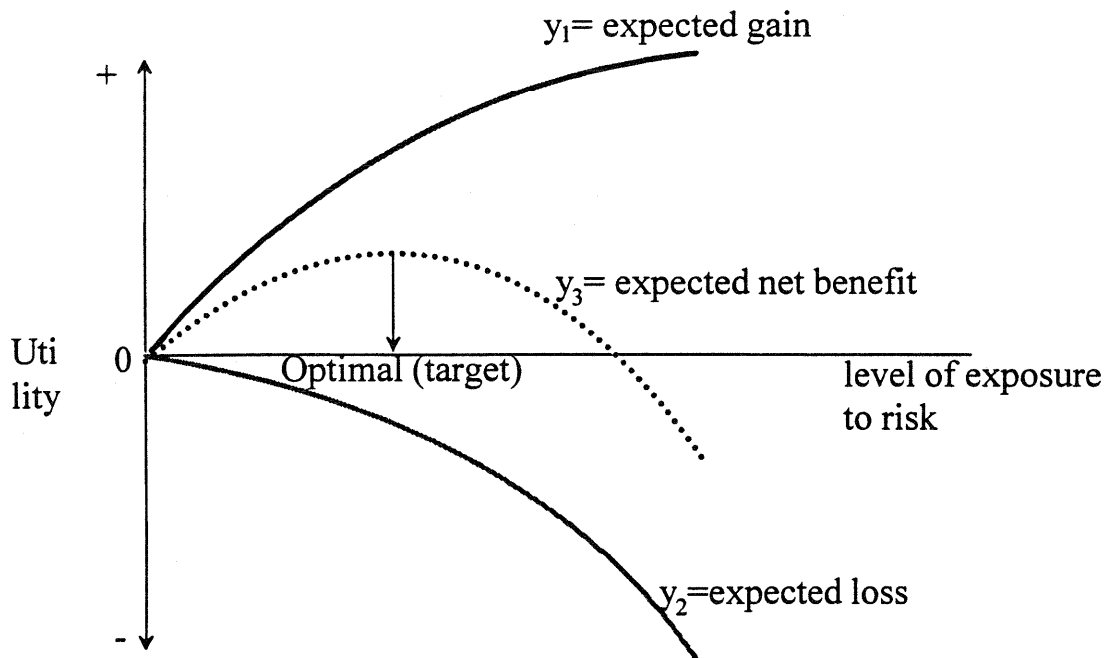 y₁= expected gain
+
y₃= expected net benefit
Uti
lity
0
Optimal (target)
level of exposure
to risk
y₂=expected loss
-